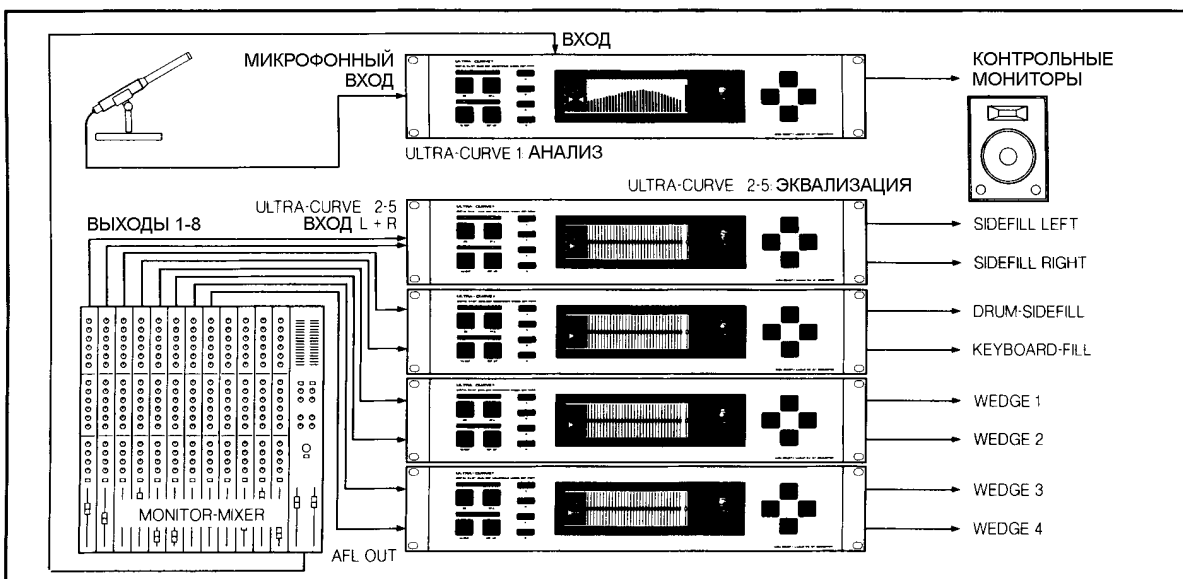 ВХОД
МИКРОФОННЫЙ
ВХОД
КОНТРОЛЬНЫЕ
МОНИТОРЫ
ULTRA-CURVE 1: АНАЛИЗ
ULTRA-CURVE 2-5: ЭКВАЛИЗАЦИЯ
ULTRA-CURVE 2-5
ВХОД L + R
ВЫХОДЫ 1-8
SIDEFILL LEFT
SIDEFILL RIGHT
DRUM-SIDEFILL
KEYBOARD-FILL
WEDGE 1
WEDGE 2
WEDGE 3
WEDGE 4
MONITOR-MIXER
AFL OUT